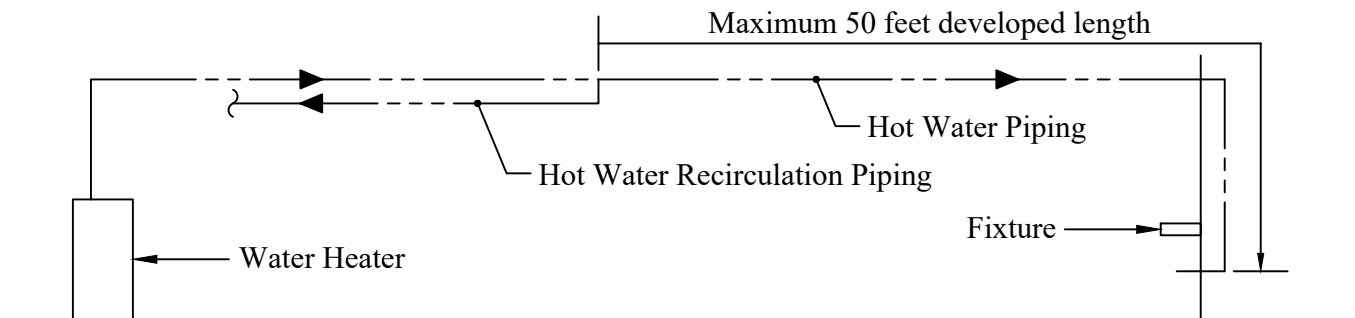 Maximum 50 feet developed length
Hot Water Piping
Hot Water Recirculation Piping
Fixture
Water Heater